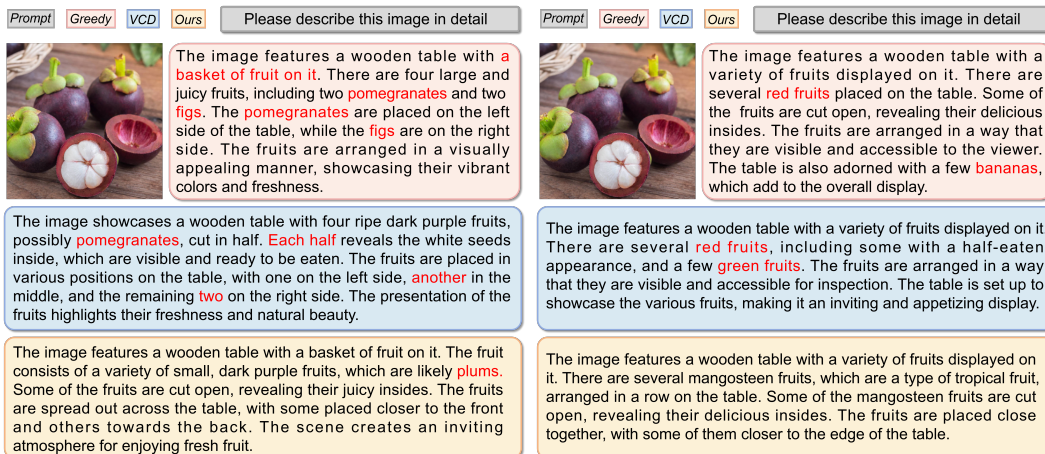 Prompt Greedy VCD Ours Please describe this image in detail
The image features a wooden table with a
basket of fruit on it. There are four large and
juicy fruits, including two pomegranates and two
figs. The pomegranates are placed on the left
side of the table, while the figs are on the right
side. The fruits are arranged in a visually
appealing manner, showcasing their vibrant
colors and freshness.
The image showcases a wooden table with four ripe dark purple fruits,
possibly pomegranates, cut in half. Each half reveals the white seeds
inside, which are visible and ready to be eaten. The fruits are placed in
various positions on the table, with one on the left side, another in the
middle, and the remaining two on the right side. The presentation of the
fruits highlights their freshness and natural beauty.
The image features a wooden table with a basket of fruit on it. The fruit
consists of a variety of small, dark purple fruits, which are likely plums.
Some of the fruits are cut open, revealing their juicy insides. The fruits
are spread out across the table, with some placed closer to the front
and others towards the back. The scene creates an inviting
atmosphere for enjoying fresh fruit.
Prompt Greedy VCD Ours Please describe this image in detail
The image features a wooden table with a
variety of fruits displayed on it. There are
several red fruits placed on the table. Some of
the fruits are cut open, revealing their delicious
insides. The fruits are arranged in a way that
they are visible and accessible to the viewer.
The table is also adorned with a few bananas,
which add to the overall display.
The image features a wooden table with a variety of fruits displayed on it.
There are several red fruits, including some with a half-eaten
appearance, and a few green fruits. The fruits are arranged in a way
that they are visible and accessible for inspection. The table is set up to
showcase the various fruits, making it an inviting and appetizing display.
The image features a wooden table with a variety of fruits displayed on
it. There are several mangosteen fruits, which are a type of tropical fruit,
arranged in a row on the table. Some of the mangosteen fruits are cut
open, revealing their delicious insides. The fruits are placed close
together, with some of them closer to the edge of the table.